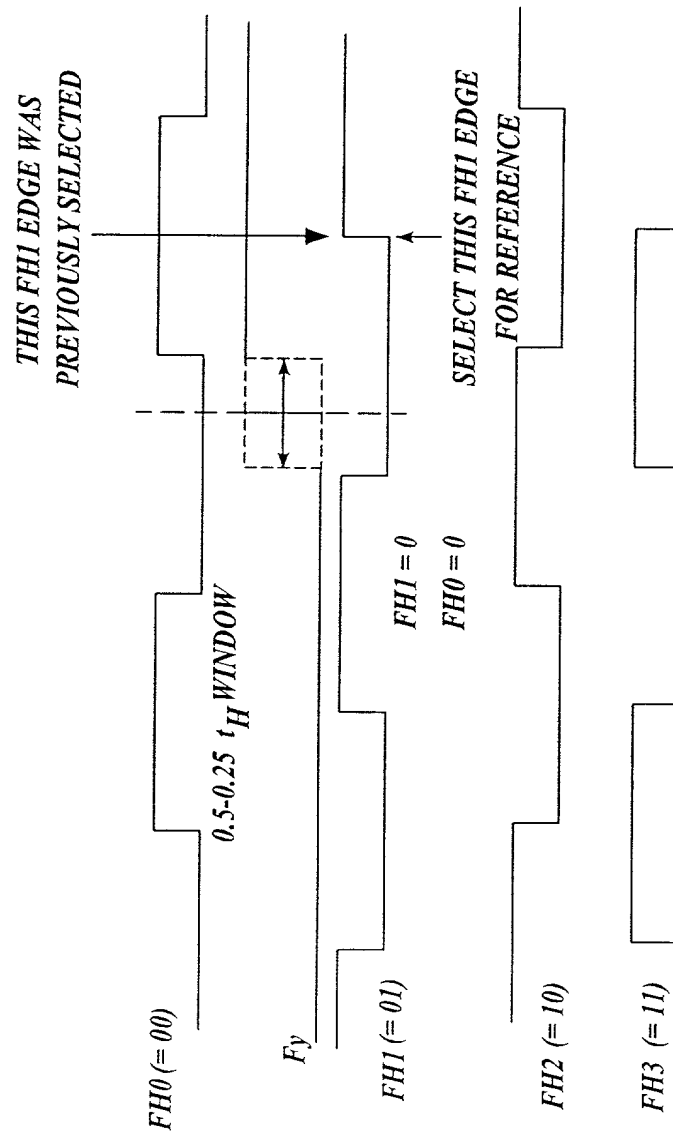 THIS FH1 EDGE WAS
PREVIOUSLY SELECTED
FH0 (= 00)
0.5-0.25 tH WINDOW
Fy
FH1 (= 01)
FH1 = 0
FH0 = 0
SELECT THIS FH1 EDGE
FOR REFERENCE
FH2 (= 10)
FH3 (= 11)